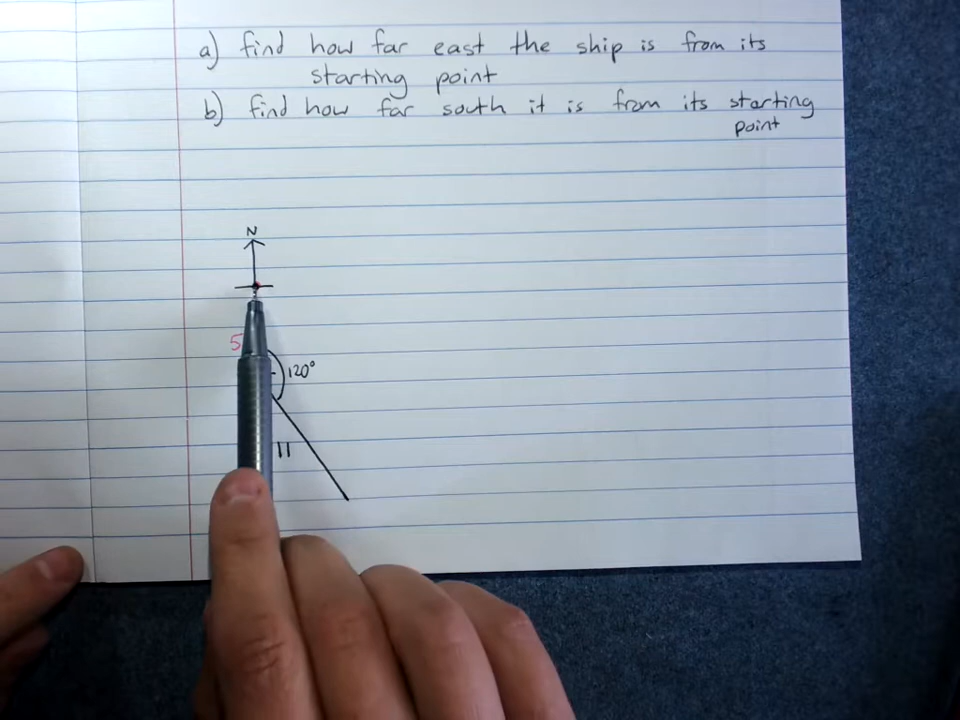 a) find how far east the ship is from its
starting point
b) find how far south it is from its starting
point
N
5
120°
11